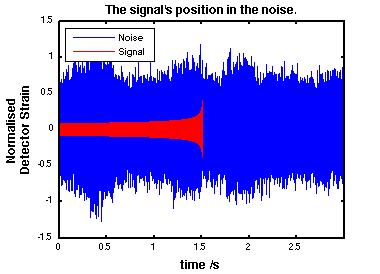 The signal's position in the noise.
1.5
Noise
Signal
1
0.5
0
-0.5
-1
-1.5
Normalised
Detector Strain
0 0.5 1 1.5 2 2.5
time /s